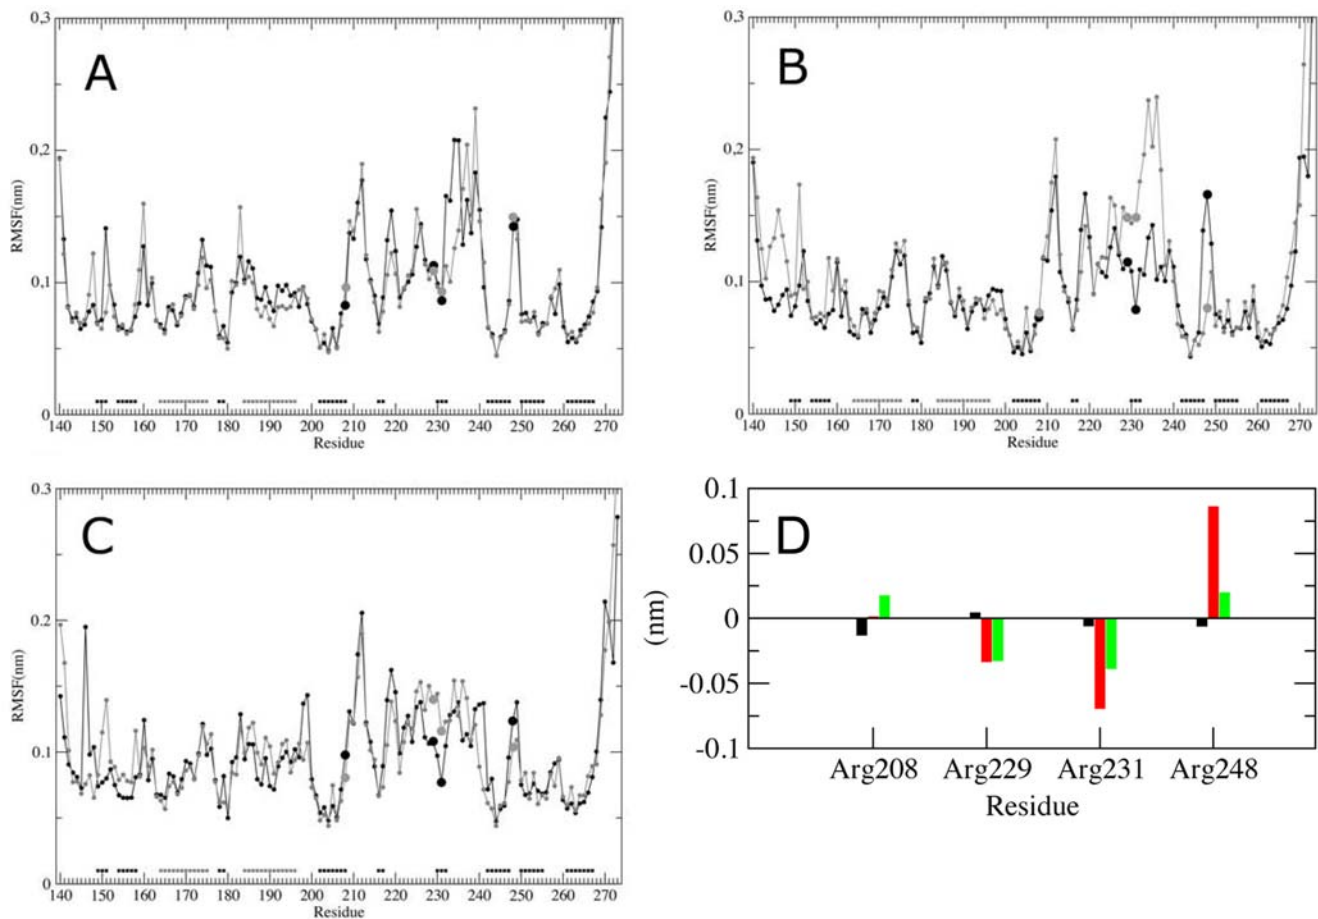 A
0,3
0,2
0,1
0
RMSF(nm)
140 150 160 170 180 190 200 210 220 230 240 250 260 270
Residue
B
0,3
0,2
0,1
0
RMSF(nm)
140 150 160 170 180 190 200 210 220 230 240 250 260 270
Residue
C
0.3
0.2
0.1
0
RMSF(nm)
140 150 160 170 180 190 200 210 220 230 240 250 260 270
Residue
D
0.1
0.05
0
-0.05
-0.1
(nm)
Arg208 Arg229 Arg231 Arg248
Residue